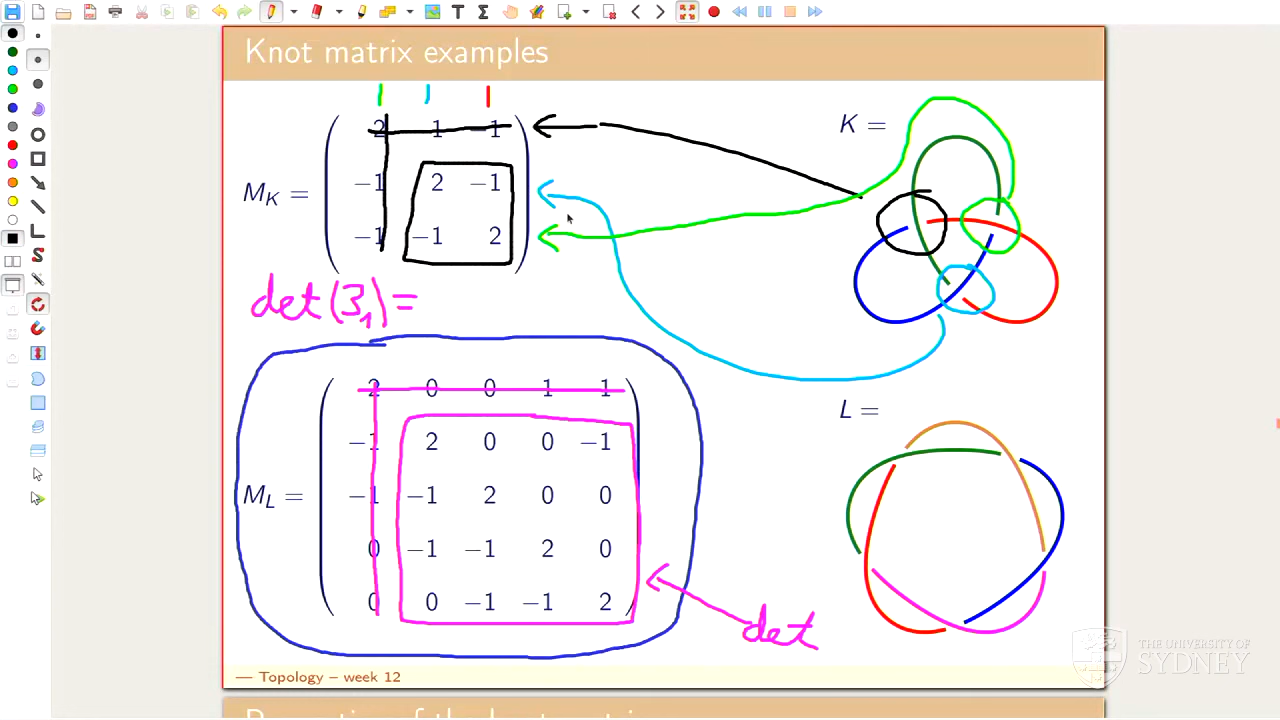 Knot matrix examples
2 1 −1
−1 2 −1
−1 −1 2
M_K =
K =
det(3₁)=
2 0 0 1 1
−1 2 0 0 −1
M_L = −1 −1 2 0 0
0 −1 −1 2 0
0 0 −1 −1 2
L =
det
THE UNIVERSITY OF
SYDNEY
— Topology – week 12